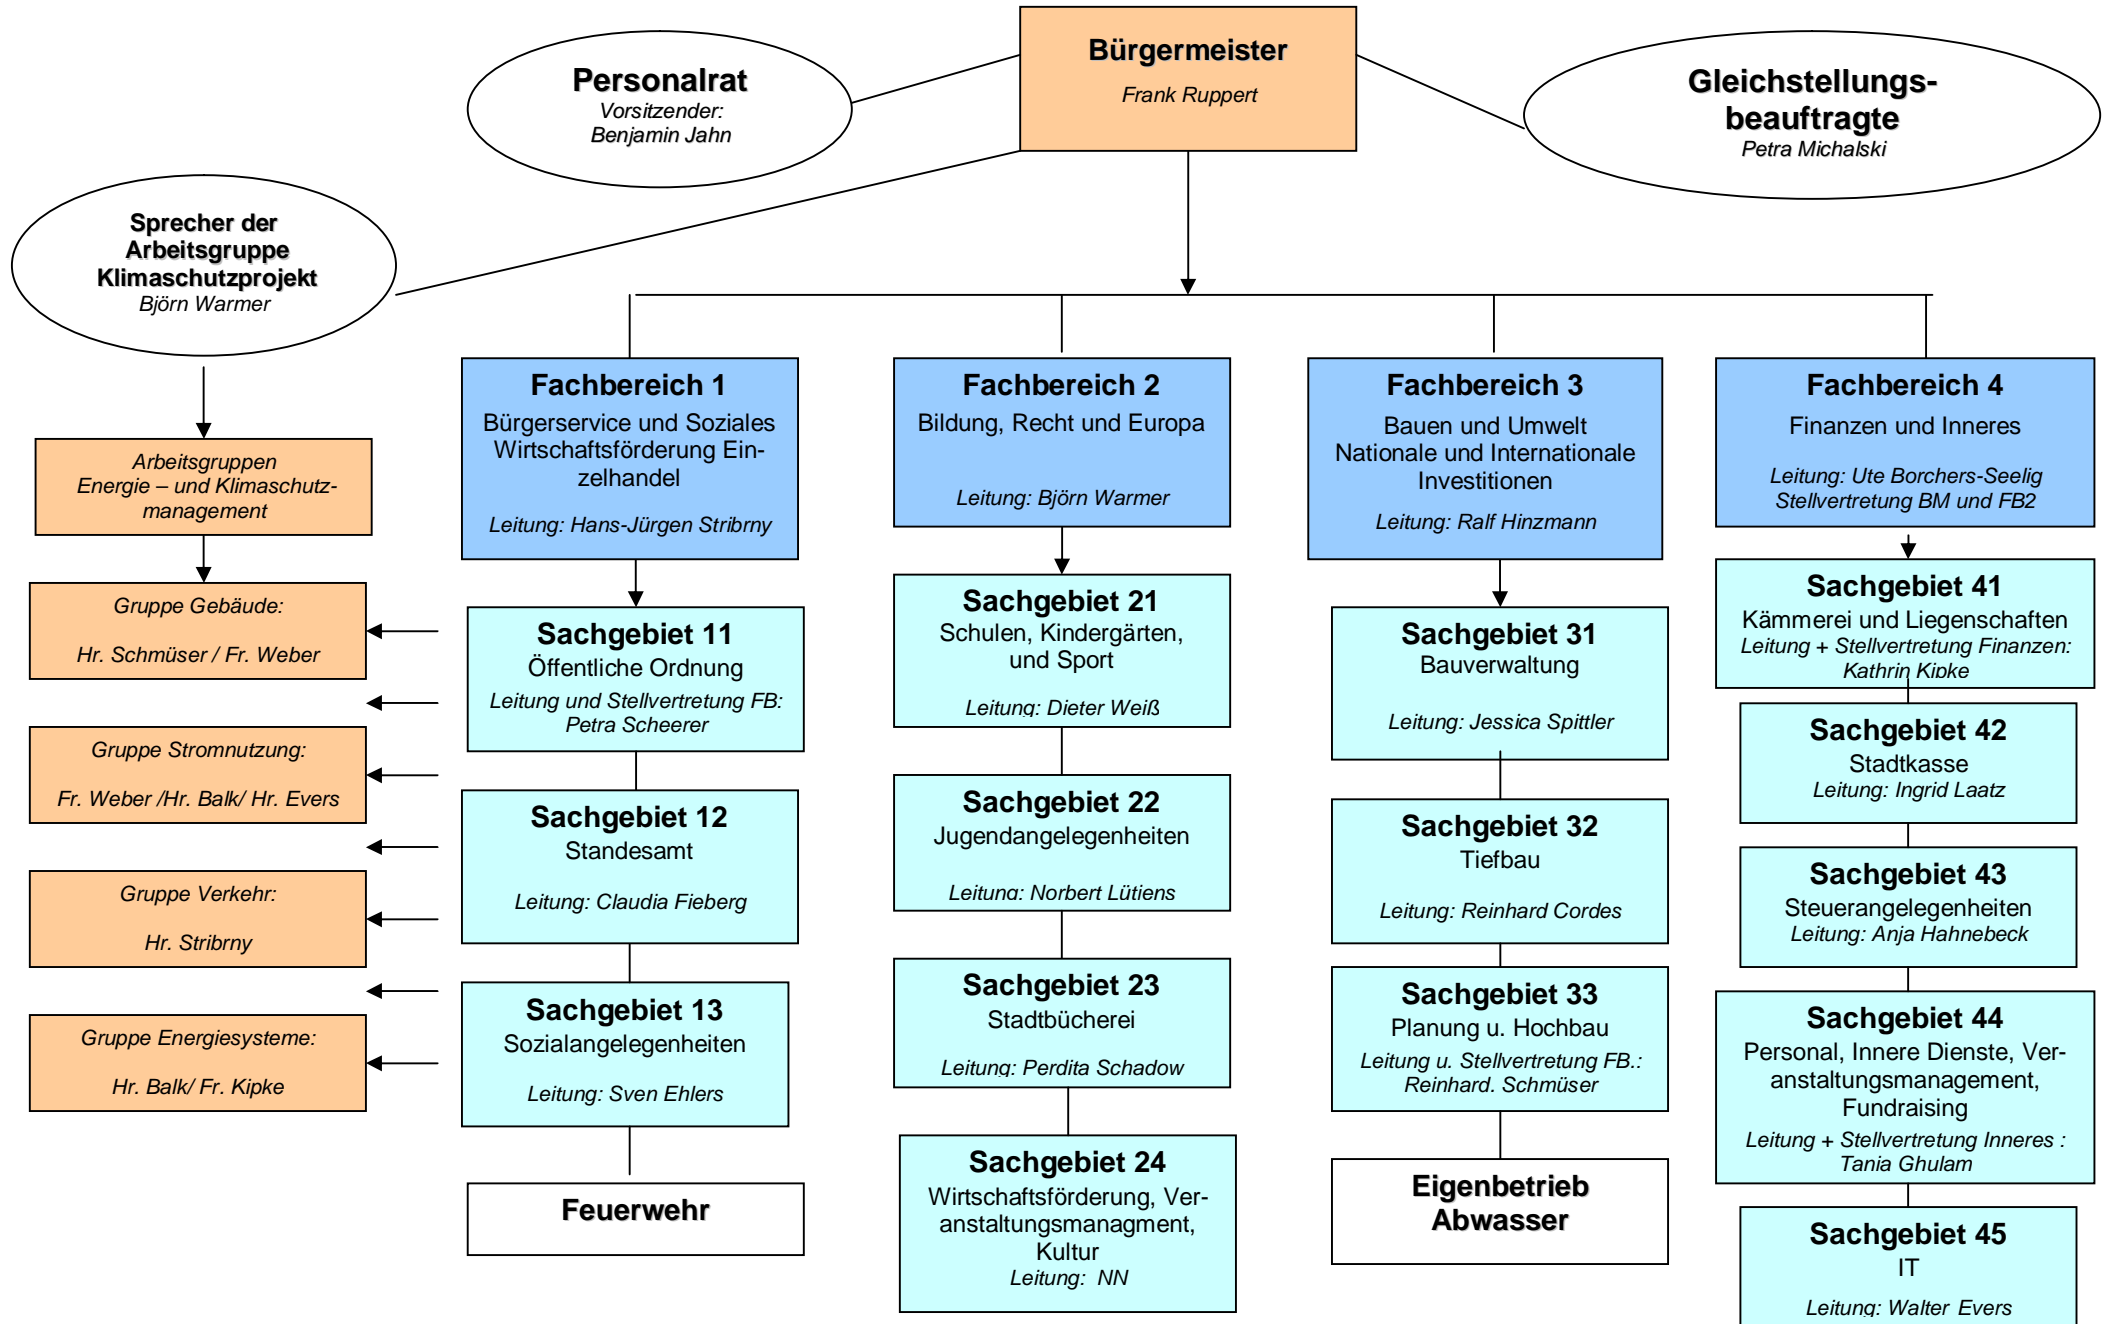 Bürgermeister
Frank Ruppert
Personalrat
Vorsitzender:
Benjamin Jahn
Gleichstellungs-
beauftragte
Petra Michalski
Sprecher der
Arbeitsgruppe
Klimaschutzprojekt
Björn Warmer
Arbeitsgruppen
Energie – und Klimaschutz-
management
Gruppe Gebäude:
Hr. Schmüser / Fr. Weber
Gruppe Stromnutzung:
Fr. Weber /Hr. Balk/ Hr. Evers
Gruppe Verkehr:
Hr. Stribrny
Gruppe Energiesysteme:
Hr. Balk/ Fr. Kipke
Fachbereich 1
Bürgerservice und Soziales
Wirtschaftsförderung Ein-
zelhandel
Leitung: Hans-Jürgen Stribrny
Sachgebiet 11
Öffentliche Ordnung
Leitung und Stellvertretung FB:
Petra Scheerer
Sachgebiet 12
Standesamt
Leitung: Claudia Fieberg
Sachgebiet 13
Sozialangelegenheiten
Leitung: Sven Ehlers
Feuerwehr
Fachbereich 2
Bildung, Recht und Europa
Leitung: Björn Warmer
Sachgebiet 21
Schulen, Kindergärten,
und Sport
Leitung: Dieter Weiß
Sachgebiet 22
Jugendangelegenheiten
Leitung: Norbert Lütjens
Sachgebiet 23
Stadtbücherei
Leitung: Perdita Schadow
Sachgebiet 24
Wirtschaftsförderung, Ver-
anstaltungsmanagment,
Kultur
Leitung: NN
Fachbereich 3
Bauen und Umwelt
Nationale und Internationale
Investitionen
Leitung: Ralf Hinzmann
Sachgebiet 31
Bauverwaltung
Leitung: Jessica Spittler
Sachgebiet 32
Tiefbau
Leitung: Reinhard Cordes
Sachgebiet 33
Planung u. Hochbau
Leitung u. Stellvertretung FB.:
Reinhard. Schmüser
Eigenbetrieb
Abwasser
Fachbereich 4
Finanzen und Inneres
Leitung: Ute Borchers-Seelig
Stellvertretung BM und FB2
Sachgebiet 41
Kämmerei und Liegenschaften
Leitung + Stellvertretung Finanzen:
Kathrin Kipke
Sachgebiet 42
Stadtkasse
Leitung: Ingrid Laatz
Sachgebiet 43
Steuerangelegenheiten
Leitung: Anja Hahnebeck
Sachgebiet 44
Personal, Innere Dienste, Ver-
anstaltungsmanagement,
Fundraising
Leitung + Stellvertretung Inneres :
Tania Ghulam
Sachgebiet 45
IT
Leitung: Walter Evers